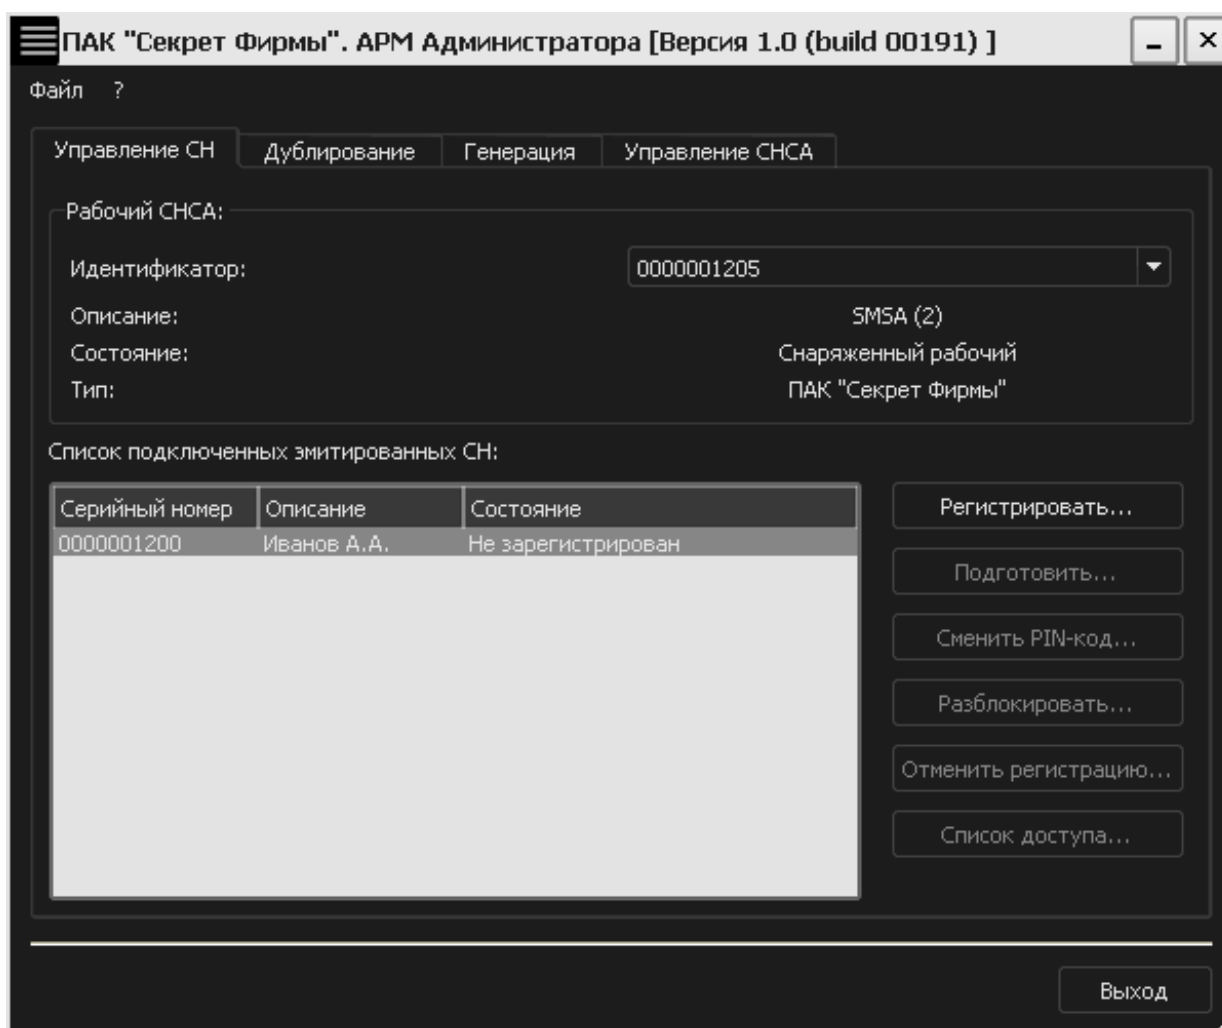 ПАК "Секрет Фирмы". АРМ Администратора [Версия 1.0 (build 00191) ]
Файл ?
Управление СН Дублирование Генерация Управление СНСА
Рабочий СНСА:
Идентификатор: 0000001205
Описание: SMSA (2)
Состояние: Снаряженный рабочий
Тип: ПАК "Секрет Фирмы"
Список подключенных эмитированных СН:
Серийный номер Описание Состояние
0000001200 Иванов А.А. Не зарегистрирован
Регистрировать...
Подготовить...
Сменить PIN-код...
Разблокировать...
Отменить регистрацию...
Список доступа...
Выход